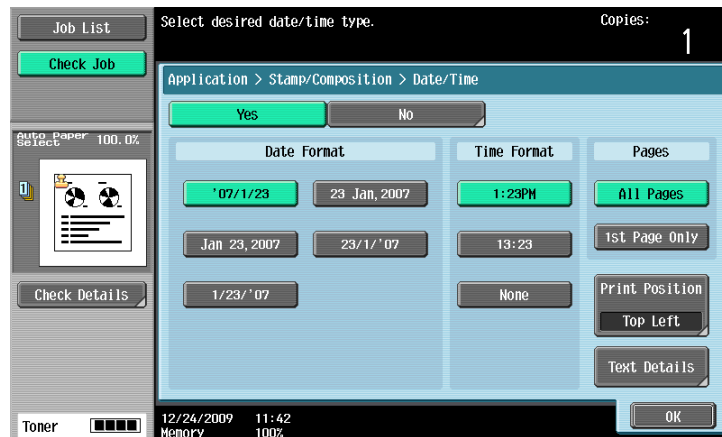 Job List
Check Job
Select desired date/time type.
Copies:
1
Application > Stamp/Composition > Date/Time
Yes
No
Auto Paper
Select
100.0%
Date Format
Time Format
Pages
'07/1/23
23 Jan,2007
1:23PM
All Pages
Jan 23,2007
23/1/'07
13:23
1st Page Only
1/23/'07
None
Print Position
Top Left
Check Details
Text Details
OK
Toner
12/24/2009 11:42
Memory 100%